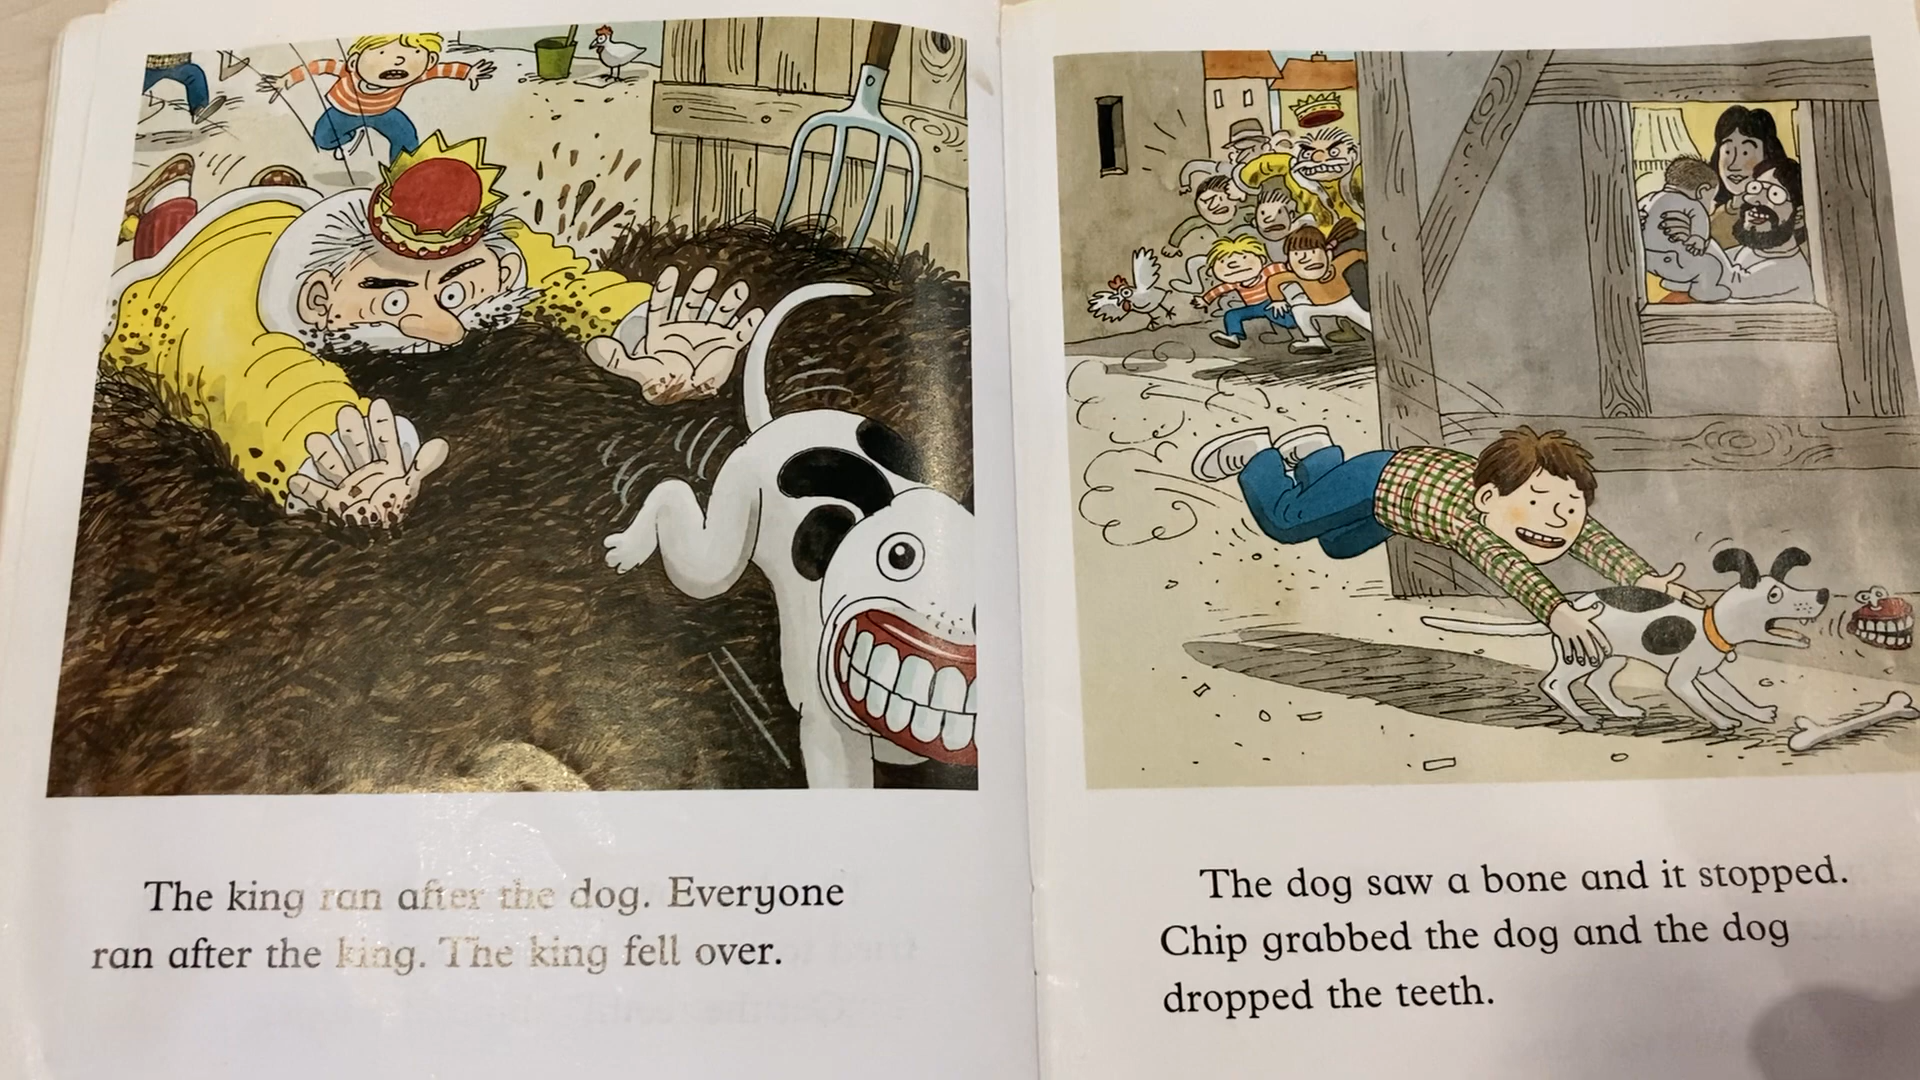 The king ran after the dog. Everyone
ran after the king. The king fell over.
The dog saw a bone and it stopped.
Chip grabbed the dog and the dog
dropped the teeth.